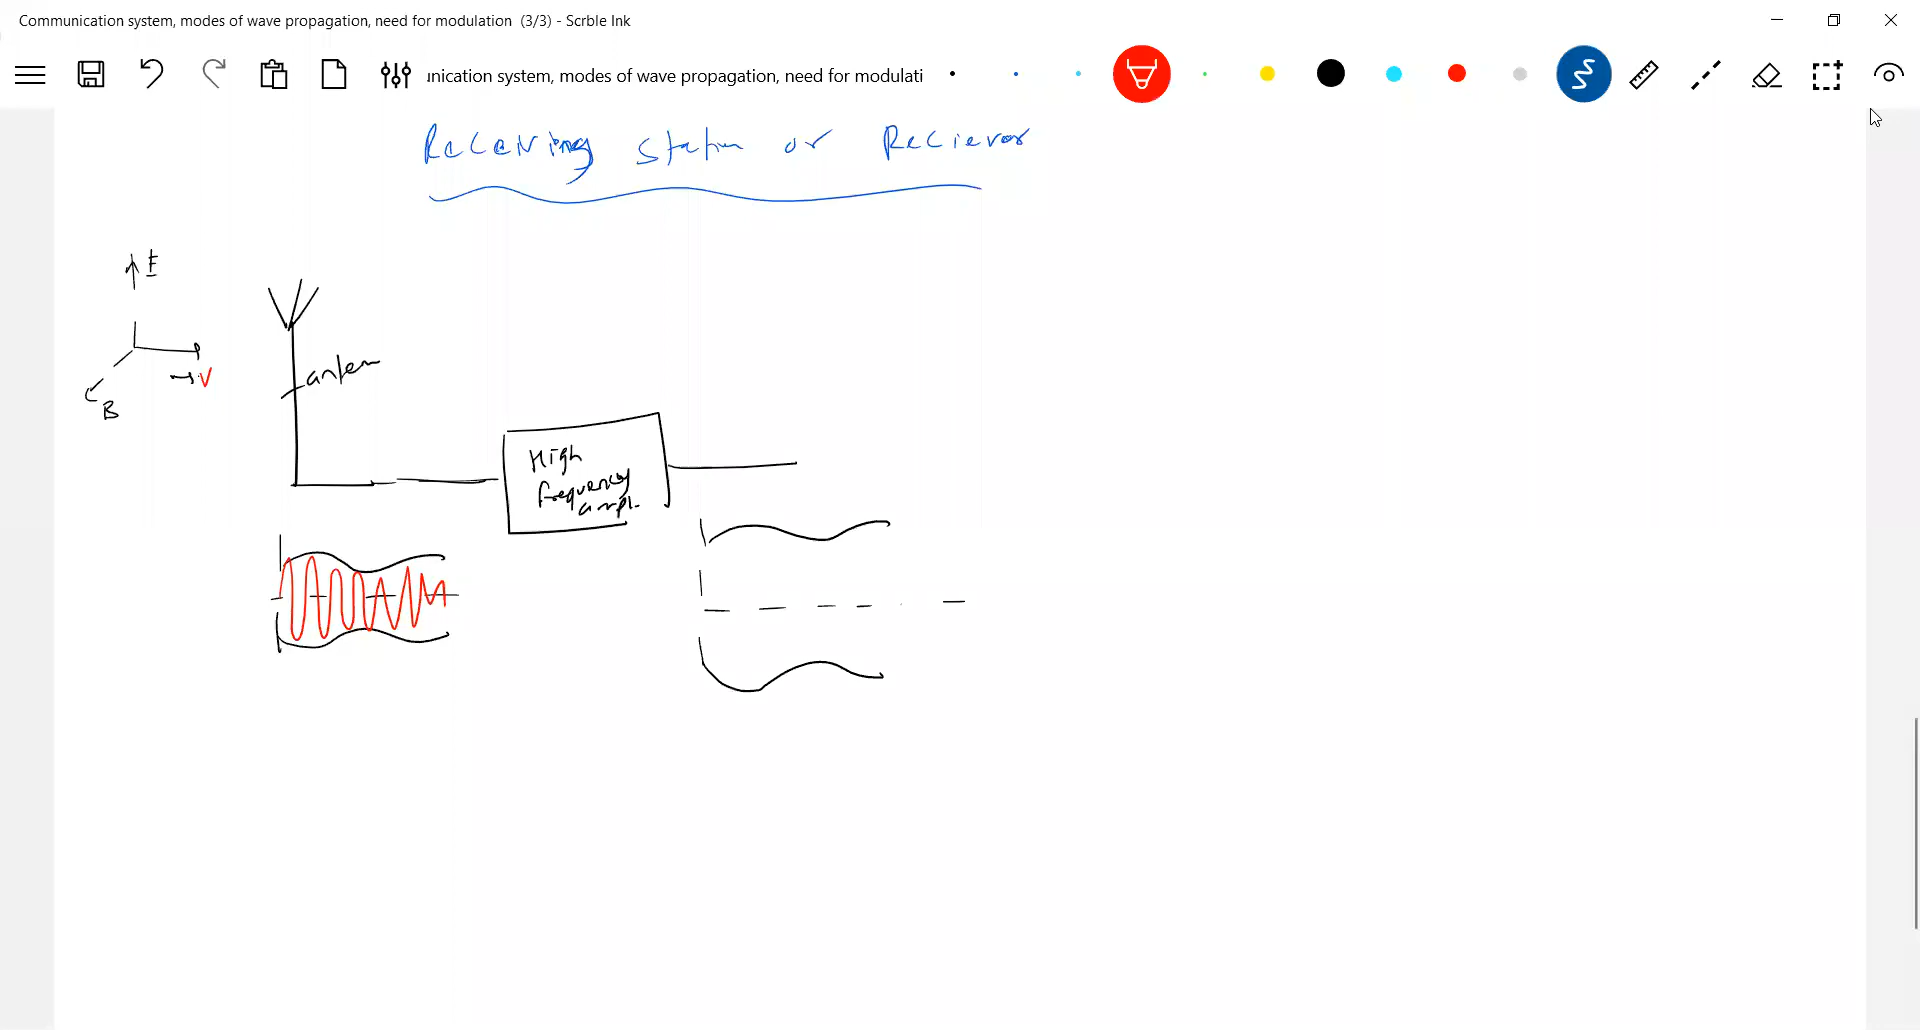 Communication system, modes of wave propagation, need for modulation (3/3) - Scrble Ink
unication system, modes of wave propagation, need for modulati
Receiving station or Reciever
E
V
B
anten
High
frequency
ampl.